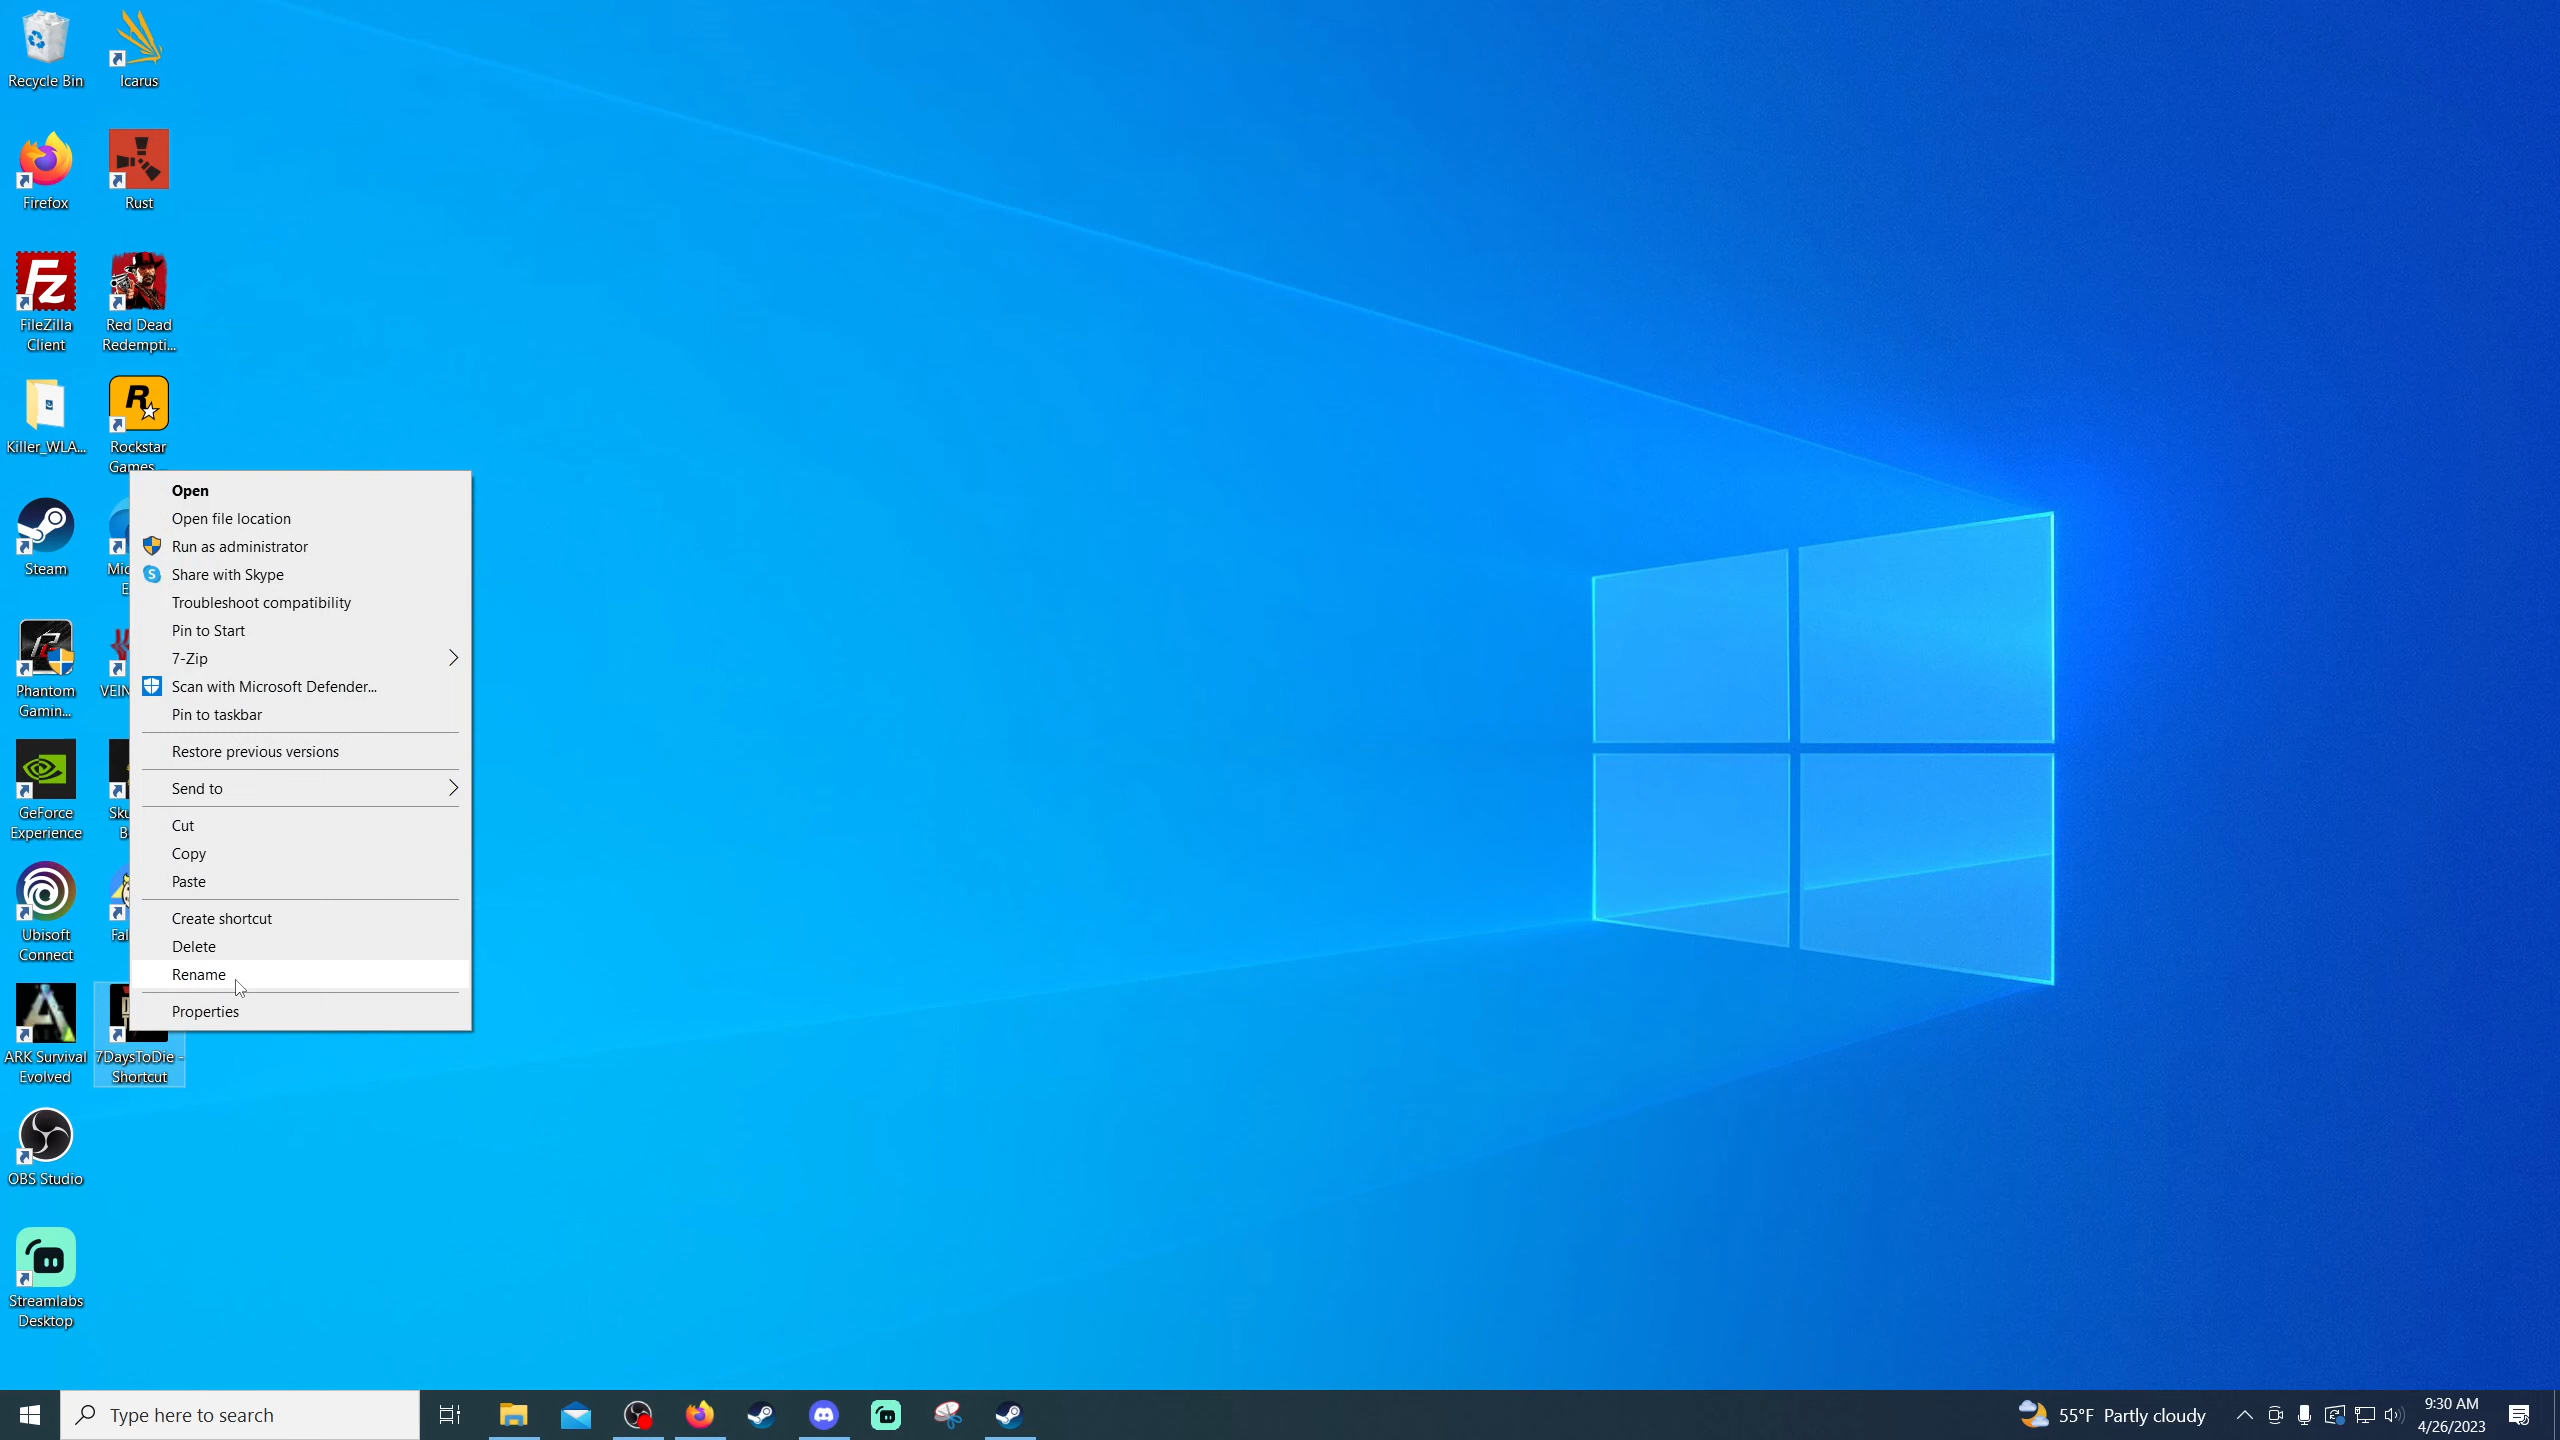 Recycle Bin
Icarus
Firefox
Rust
FileZilla
Client
Red Dead
Redempti...
Killer_WLA...
Rockstar
Games
Steam
Phantom
Gamin...
GeForce
Experience
Ubisoft
Connect
ARK Survival
Evolved
7DaysToDie -
Shortcut
OBS Studio
Streamlabs
Desktop
Open
Open file location
Run as administrator
Share with Skype
Troubleshoot compatibility
Pin to Start
7-Zip
Scan with Microsoft Defender...
Pin to taskbar
Restore previous versions
Send to
Cut
Copy
Paste
Create shortcut
Delete
Rename
Properties
Type here to search
55°F Partly cloudy
9:30 AM
4/26/2023